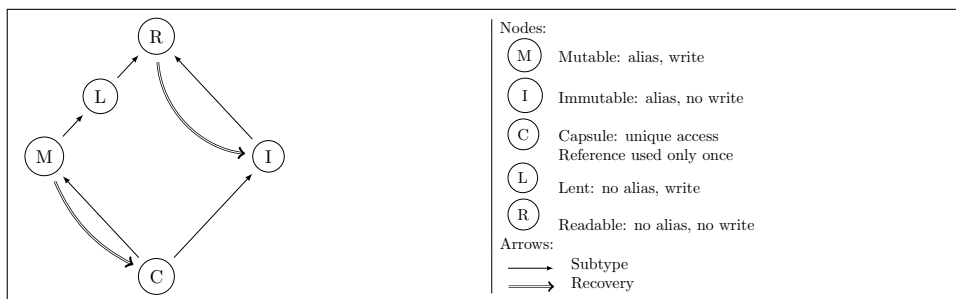 R
L
M
I
C
Nodes:
M Mutable: alias, write
I Immutable: alias, no write
C Capsule: unique access
Reference used only once
L Lent: no alias, write
R Readable: no alias, no write
Arrows:
Subtype
Recovery